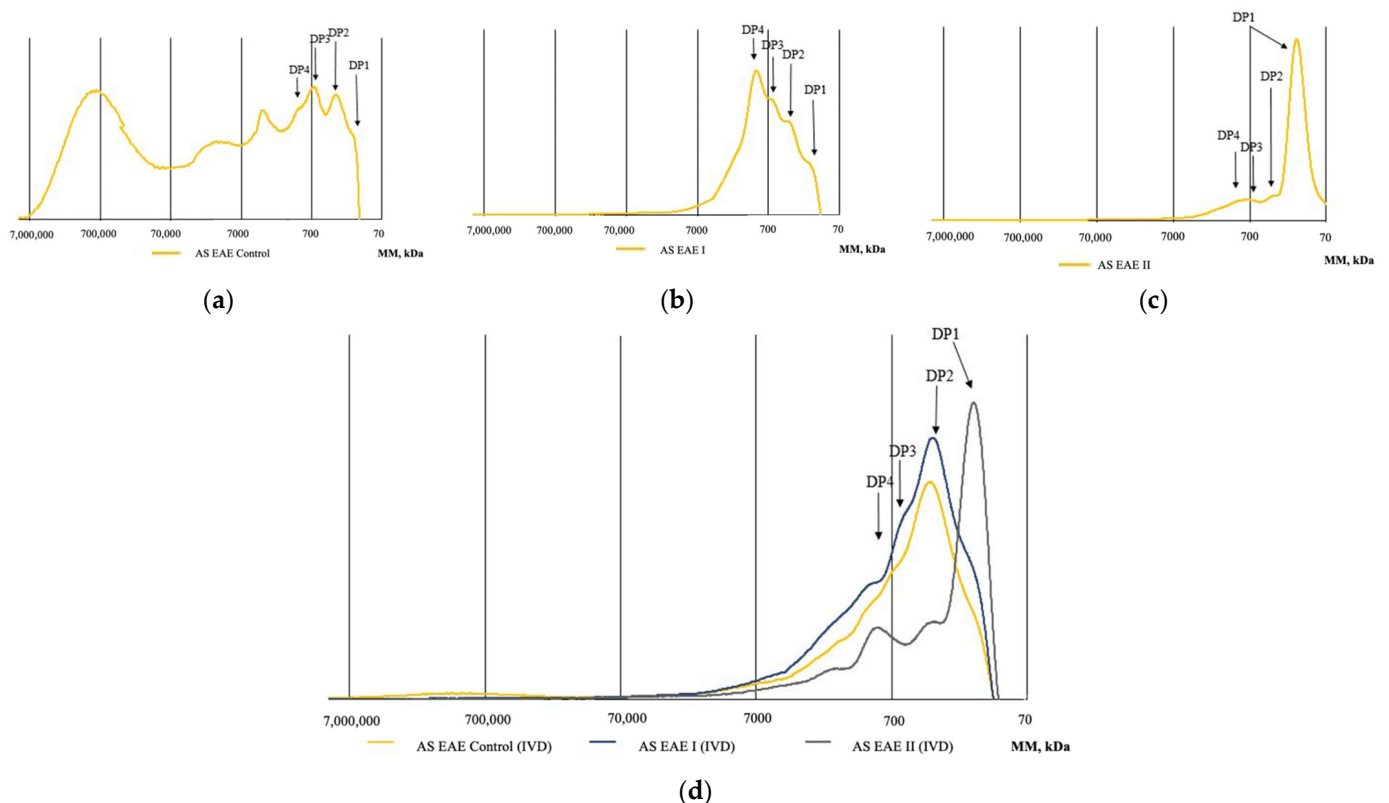 DP4
DP3
DP2
DP1
7,000,000
700,000
70,000
7000
700
70
AS EAE Control
MM, kDa
(a)
DP4
DP3
DP2
DP1
7,000,000
700,000
70,000
7000
700
70
AS EAE I
MM, kDa
(b)
DP1
DP2
DP4
DP3
7,000,000
700,000
70,000
7000
700
70
AS EAE II
MM, kDa
(c)
DP1
DP2
DP3
DP4
7,000,000
700,000
70,000
7000
700
70
AS EAE Control (IVD)
AS EAE I (IVD)
AS EAE II (IVD)
MM, kDa
(d)